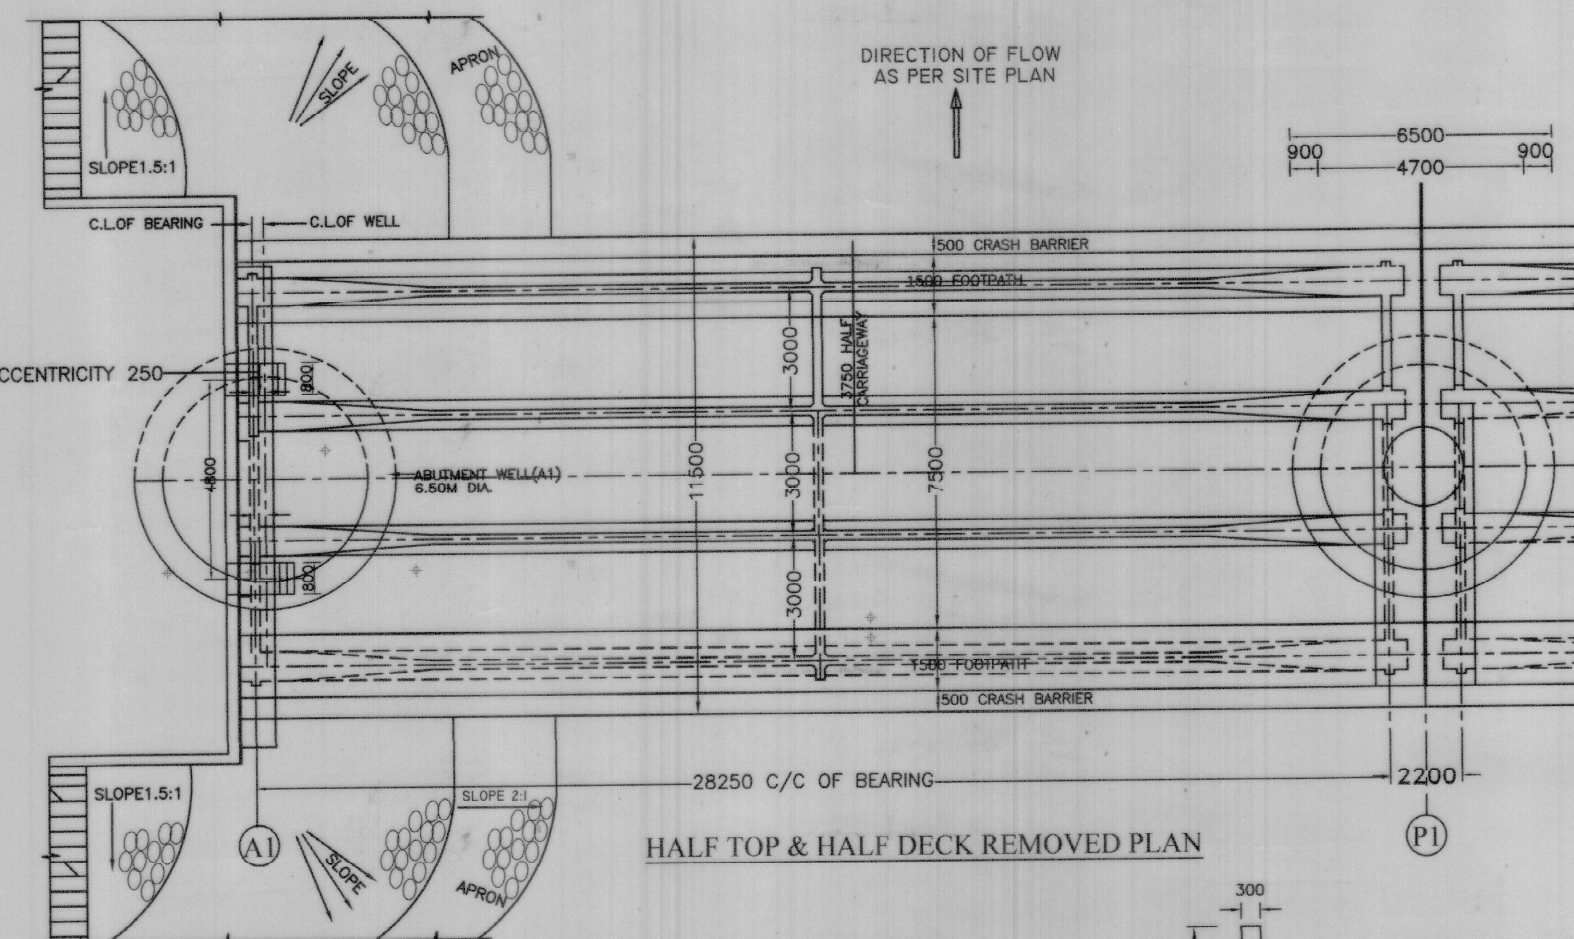 DIRECTION OF FLOW
AS PER SITE PLAN
APRON
SLOPE
SLOPE1.5:1
6500
900
4700
900
C.L.OF BEARING
C.L.OF WELL
500 CRASH BARRIER
1500 FOOTPATH
3000
3750 HALF
CARRIAGEWAY
CCENTRICITY 250
800
4800
ABUTMENT WELL(A1)
6.50M DIA.
11500
3000
7500
800
3000
1500 FOOTPATH
500 CRASH BARRIER
28250 C/C OF BEARING
2200
SLOPE1.5:1
SLOPE 2:1
A1
P1
HALF TOP & HALF DECK REMOVED PLAN
SLOPE
APRON
300